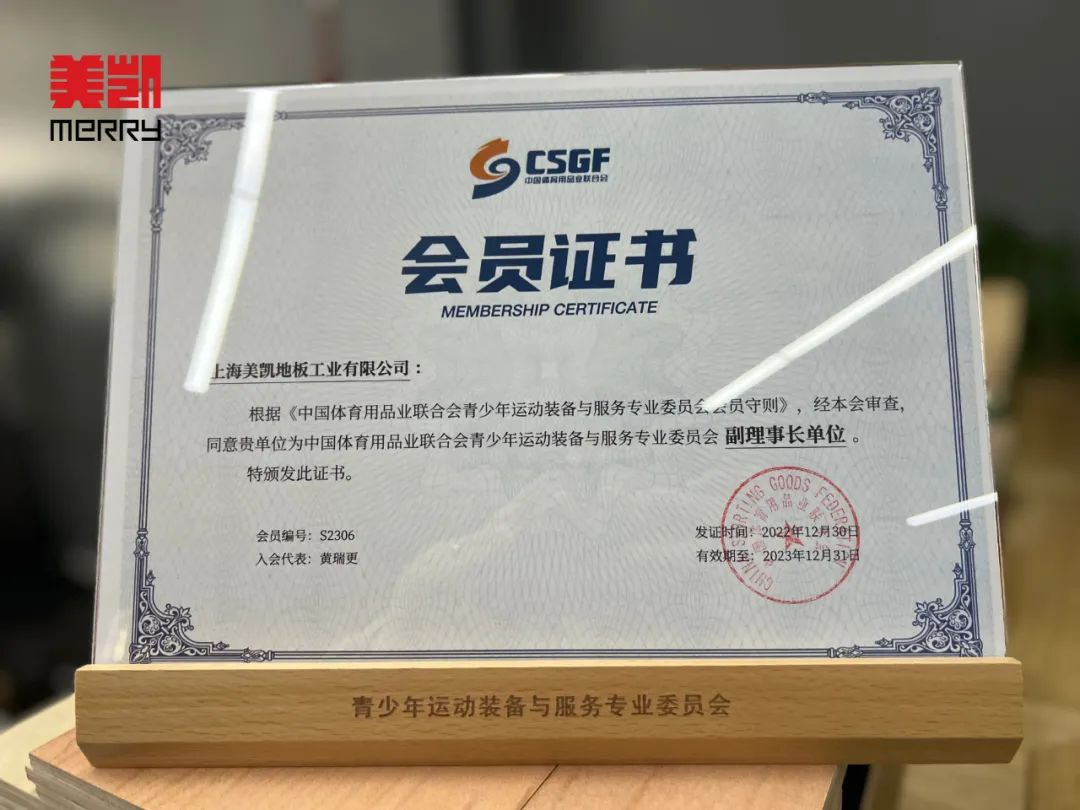 美凯
MERRY
CSGF
中国体育用品业联合会
会员证书
MEMBERSHIP CERTIFICATE
上海美凯地板工业有限公司：
根据《中国体育用品业联合会青少年运动装备与服务专业委员会会员守则》，经本会审查，
同意贵单位为中国体育用品业联合会青少年运动装备与服务专业委员会 副理事长单位 。
特颁发此证书。
会员编号：S2306
入会代表：黄瑞更
发证时间：2022年12月30日
有效期至：2023年12月31日
SPORTING GOODS FEDERATION
青少年运动装备与服务专业委员会